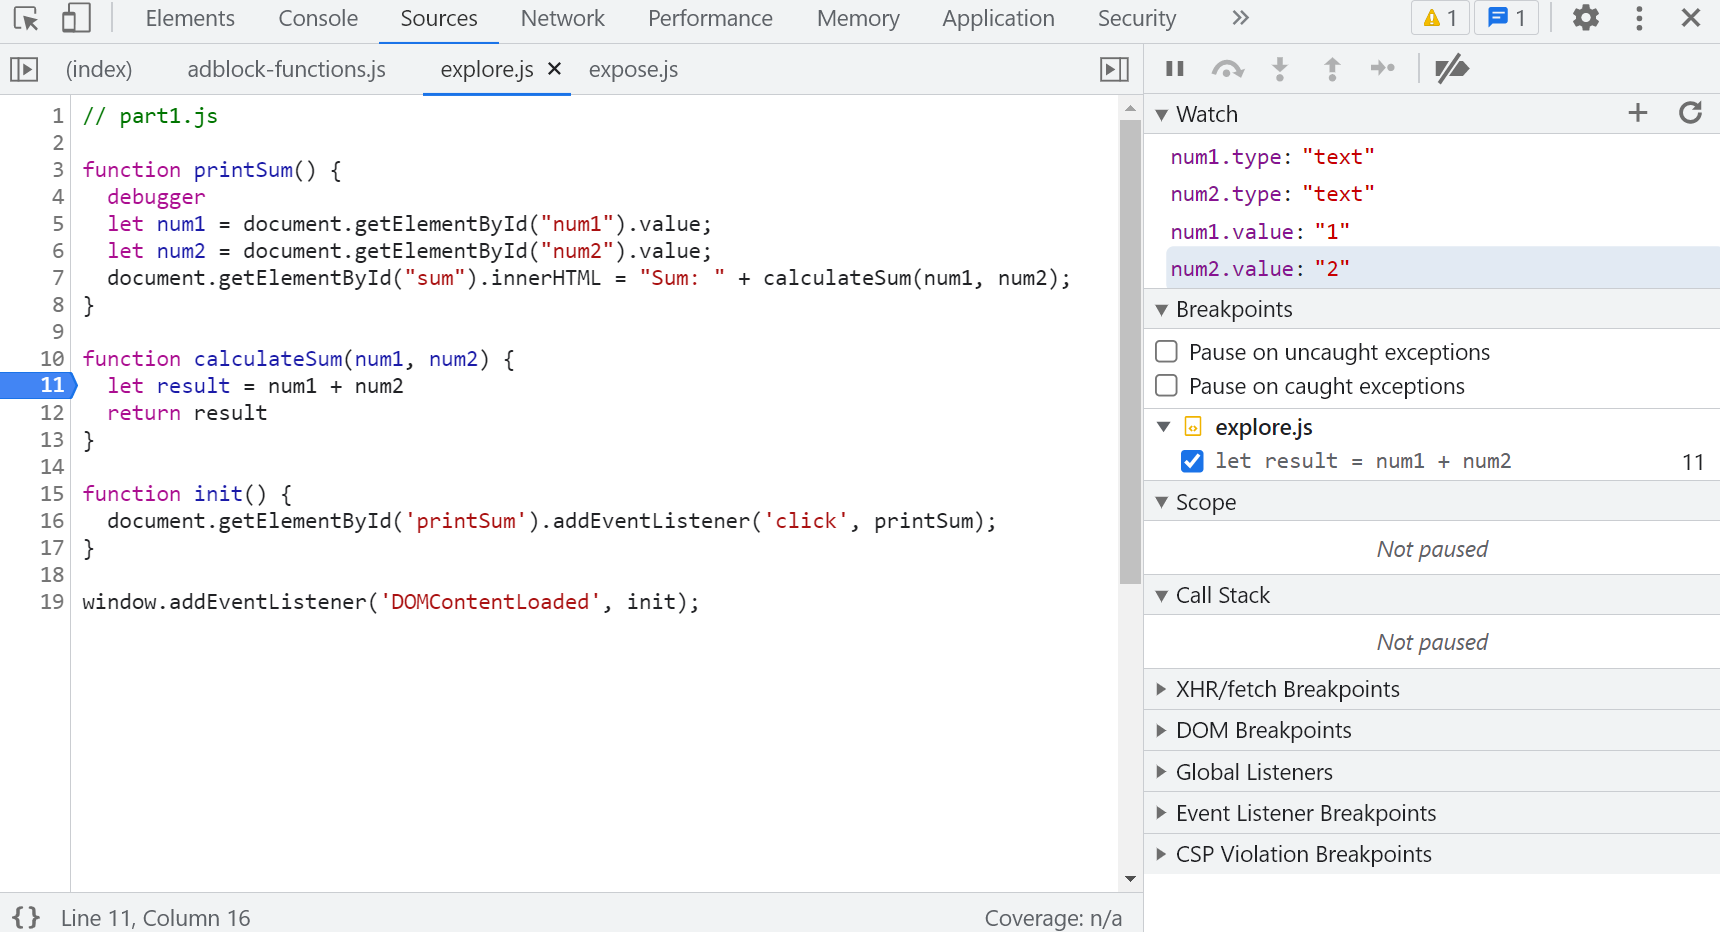 Elements Console Sources Network Performance Memory Application Security » 1 1
(index) adblock-functions.js explore.js × expose.js
1 // part1.js
2
3 function printSum() {
4   debugger
5   let num1 = document.getElementById("num1").value;
6   let num2 = document.getElementById("num2").value;
7   document.getElementById("sum").innerHTML = "Sum: " + calculateSum(num1, num2);
8 }
9
10 function calculateSum(num1, num2) {
11   let result = num1 + num2
12   return result
13 }
14
15 function init() {
16   document.getElementById('printSum').addEventListener('click', printSum);
17 }
18
19 window.addEventListener('DOMContentLoaded', init);
{} Line 11, Column 16 Coverage: n/a
Watch
num1.type: "text"
num2.type: "text"
num1.value: "1"
num2.value: "2"
Breakpoints
Pause on uncaught exceptions
Pause on caught exceptions
explore.js
let result = num1 + num2 11
Scope
Not paused
Call Stack
Not paused
XHR/fetch Breakpoints
DOM Breakpoints
Global Listeners
Event Listener Breakpoints
CSP Violation Breakpoints